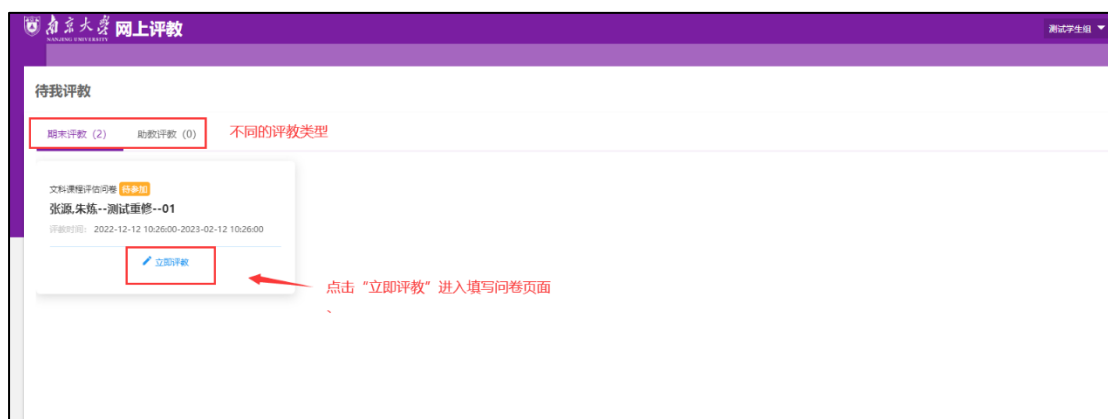 南京大学 网上评教
NANJING UNIVERSITY
测试学生组
待我评教
期末评教（2） 助教评教（0） 不同的评教类型
文科课程评估问卷 待参加
张源,朱炼--测试重修--01
评教时间： 2022-12-12 10:26:00-2023-02-12 10:26:00
立即评教
点击“立即评教”进入填写问卷页面
、